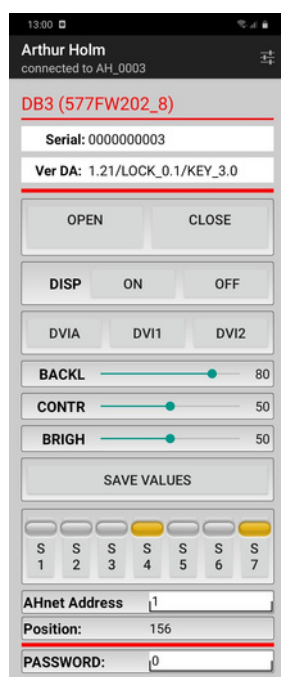 13:00
Arthur Holm
connected to AH_0003
DB3 (577FW202_8)
Serial: 0000000003
Ver DA: 1.21/LOCK_0.1/KEY_3.0
OPEN CLOSE
DISP ON OFF
DVIA DVI1 DVI2
BACKL 80
CONTR 50
BRIGH 50
SAVE VALUES
S S S S S S S
1 2 3 4 5 6 7
AHnet Address 1
Position: 156
PASSWORD: 0